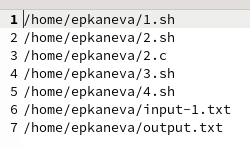 1 /home/epkaneva/1.sh
2 /home/epkaneva/2.sh
3 /home/epkaneva/2.c
4 /home/epkaneva/3.sh
5 /home/epkaneva/4.sh
6 /home/epkaneva/input-1.txt
7 /home/epkaneva/output.txt